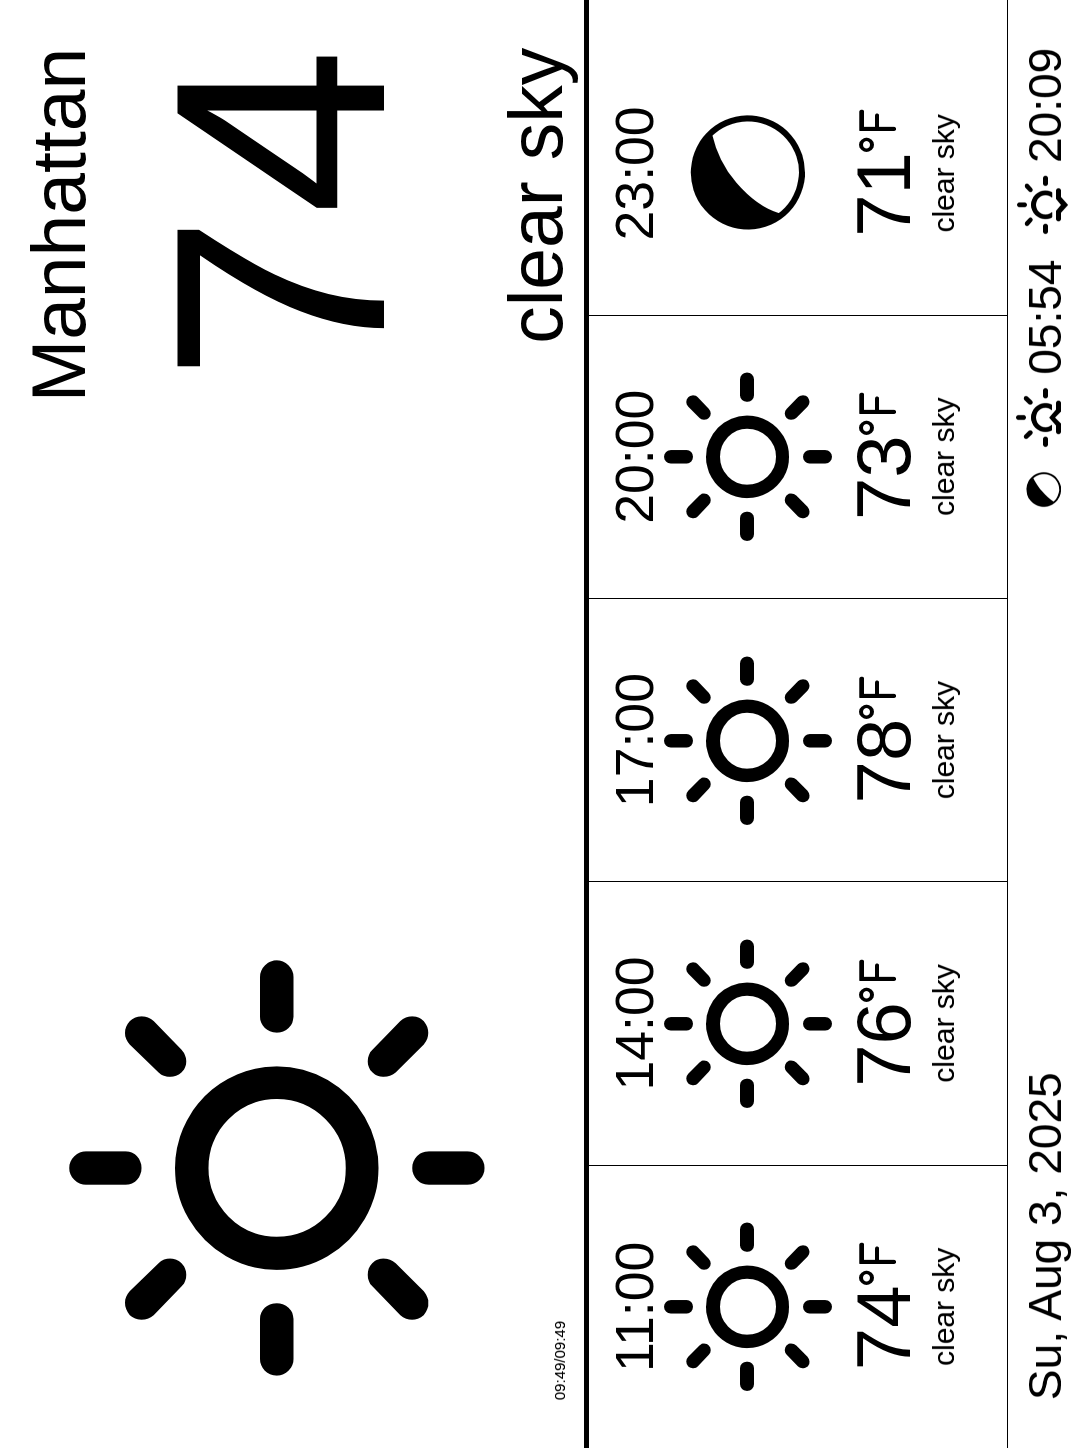 Manhattan
74
clear sky
09:49/09:49
11:00 14:00 17:00 20:00 23:00
74°F 76°F 78°F 73°F 71°F
clear sky clear sky clear sky clear sky clear sky
Su, Aug 3, 2025 05:54 20:09